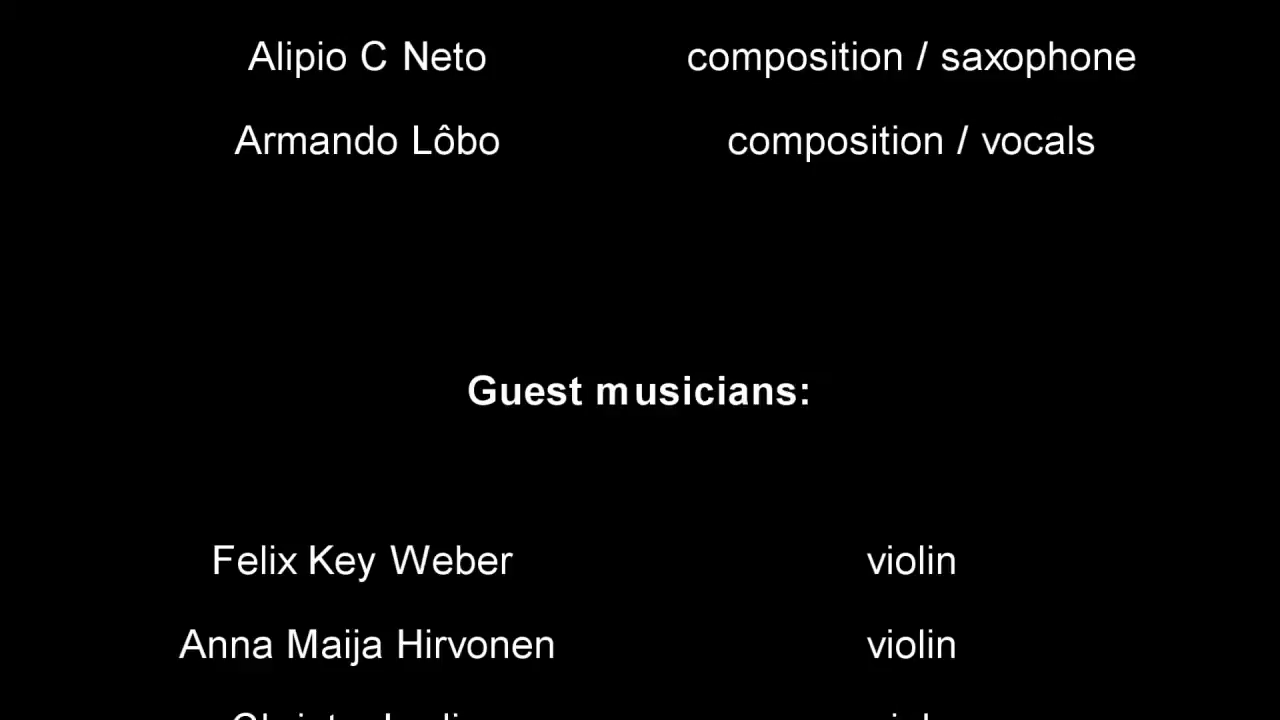 Alipio C Neto composition / saxophone
Armando Lôbo composition / vocals
Guest musicians:
Felix Key Weber violin
Anna Maija Hirvonen violin